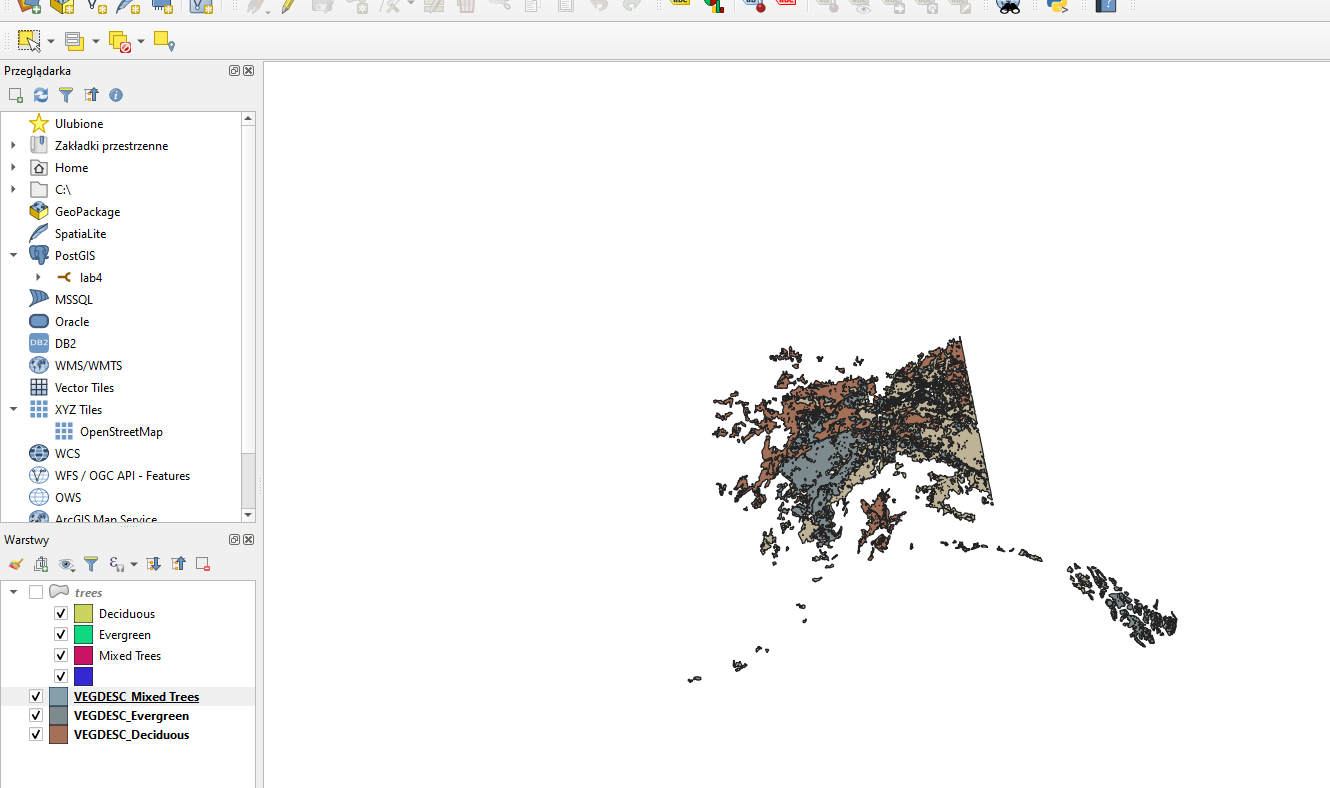 Przeglądarka
Ulubione
Zakładki przestrzenne
Home
C:\
GeoPackage
SpatiaLite
PostGIS
lab4
MSSQL
Oracle
DB2
DB2
WMS/WMTS
Vector Tiles
XYZ Tiles
OpenStreetMap
WCS
WFS / OGC API - Features
OWS
ArcGIS Map Service
Warstwy
trees
Deciduous
Evergreen
Mixed Trees
VEGDESC_Mixed Trees
VEGDESC_Evergreen
VEGDESC_Deciduous